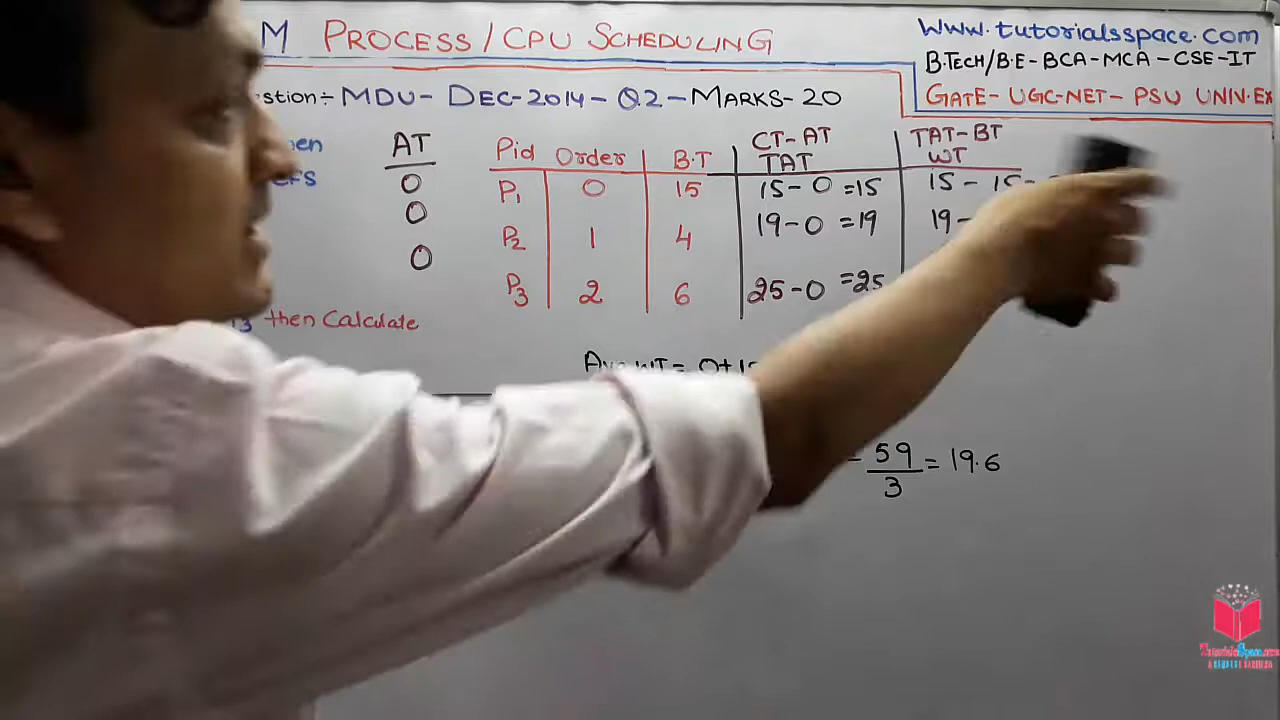 M PROCESS/CPU SCHEDULING
www.tutorialsspace.com
B.TECH/B.E-BCA-MCA-CSE-IT
GATE-UGC-NET-PSU UNIV.EX
stion÷ MDU-DEC-2014-Q.2-MARKS-20
en AT Pid Order B.T CT-AT TAT TAT-BT WT
CFS
0 P1 0 15 15-0=15 15-15-
0 P2 1 4 19-0=19 19-
0 P3 2 6 25-0=25
then Calculate
WT= 0+1
59/3 = 19.6